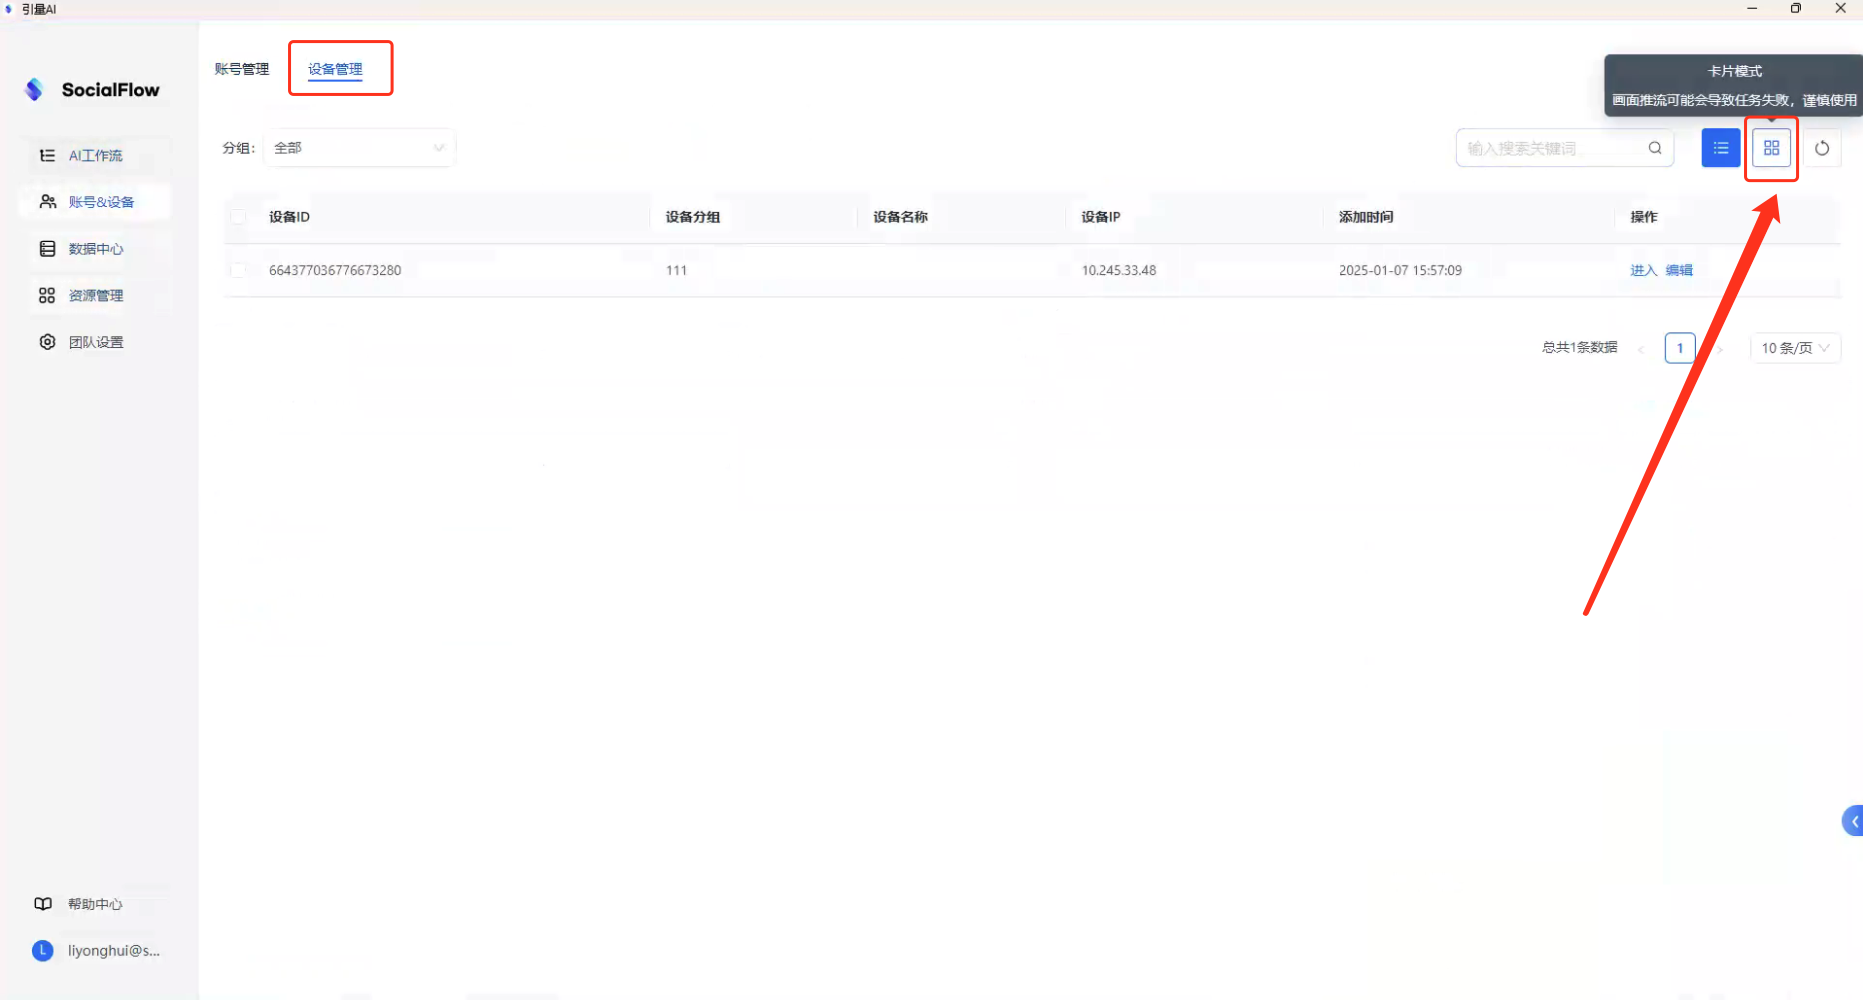 引量AI
SocialFlow
AI工作流
账号&设备
数据中心
资源管理
团队设置
帮助中心
L
liyonghui@s...
账号管理
设备管理
卡片模式
画面推流可能会导致任务失败，谨慎使用
分组:
全部
输入搜索关键词
设备ID
设备分组
设备名称
设备IP
添加时间
操作
664377036776673280
111
10.245.33.48
2025-01-07 15:57:09
进入 编辑
总共1条数据
1
10 条/页